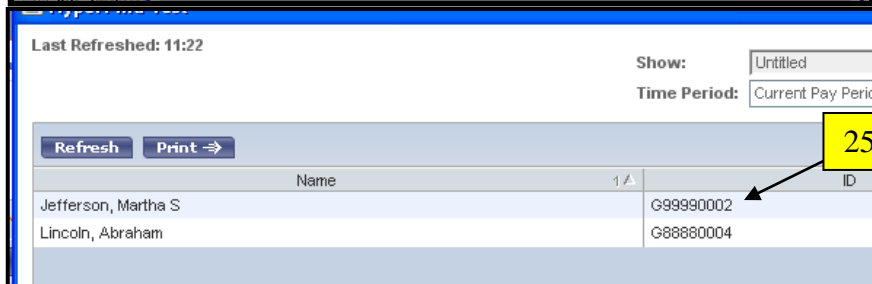 Last Refreshed: 11:22
Show: Untitled
Time Period: Current Pay
25
Refresh Print
Name 1 ID
Jefferson, Martha S G99990002
Lincoln, Abraham G88880004